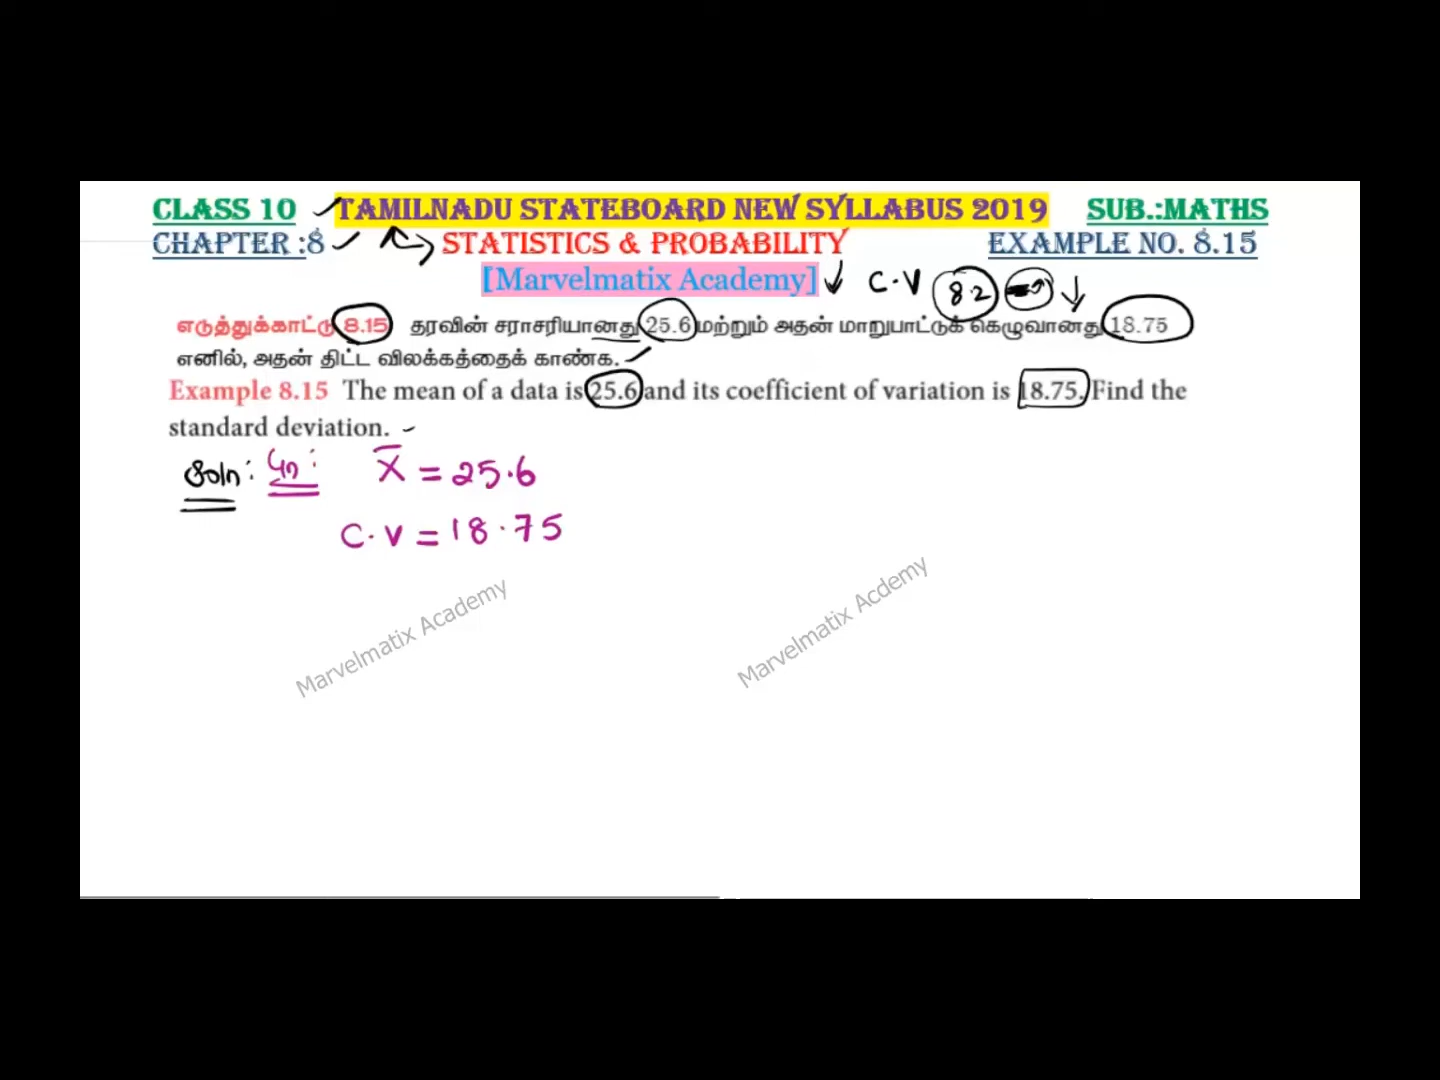 CLASS 10 TAMILNADU STATEBOARD NEW SYLLABUS 2019 SUB.:MATHS
CHAPTER :8 STATISTICS & PROBABILITY EXAMPLE NO. 8.15
[Marvelmatix Academy] C.V 8.2
எடுத்துக்காட்டு 8.15 தரவின் சராசரியானது 25.6 மற்றும் அதன் மாறுபாட்டுக் கெழுவானது 18.75
எனில், அதன் திட்ட விலக்கத்தைக் காண்க.
Example 8.15 The mean of a data is 25.6 and its coefficient of variation is 18.75. Find the
standard deviation.
X̅ = 25.6
C.V = 18.75
Marvelmatix Academy
Marvelmatix Acdemy